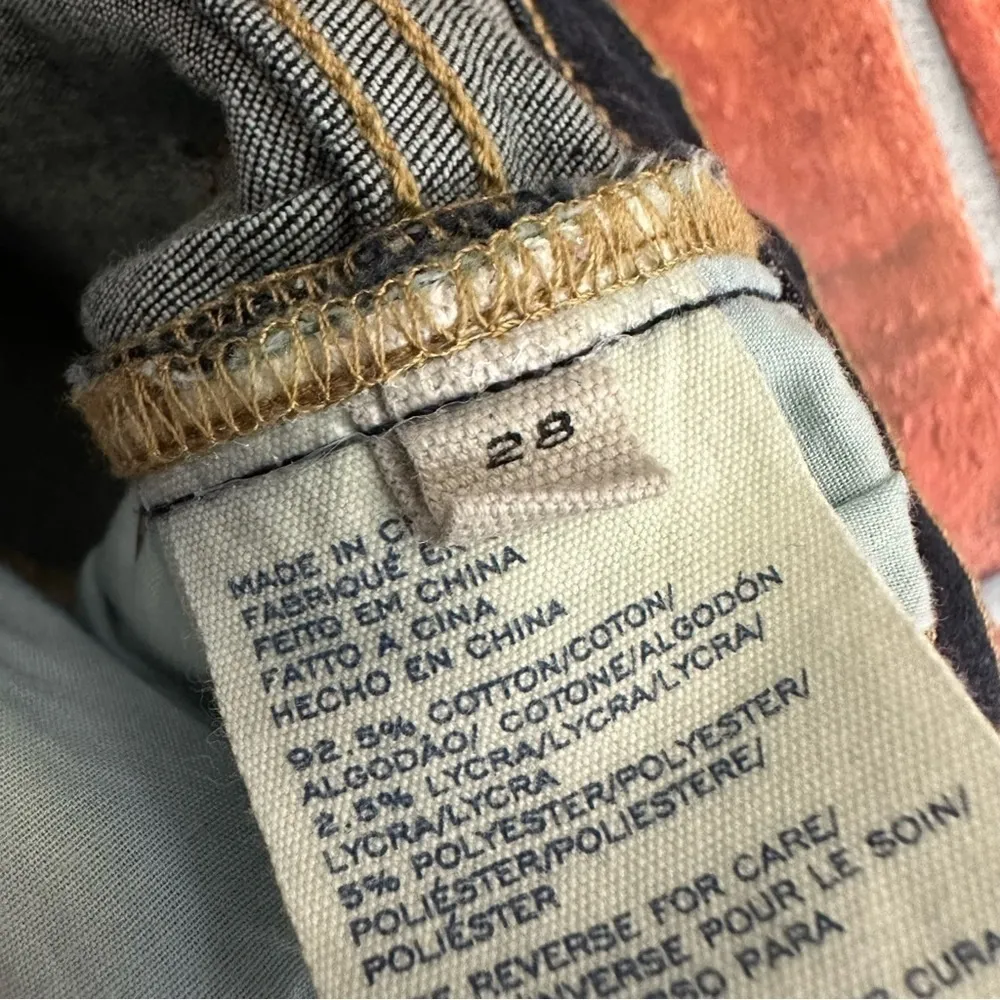 28
MADE IN
FABRIQUÉ
FEITO EM CHINA
FATTO A CINA
HECHO EN CHINA
92.5% COTTON/COTON/
ALGODAO/ COTONE/ALGODÓN
2.5% LYCRA/LYCRA/LYCRA/
LYCRA/LYCRA
5% POLYESTER/POLYESTER/
POLIÉSTER/POLIESTERE/
POLIÉSTER
REVERSE FOR CARE/
POUR LE SOIN/
PARA